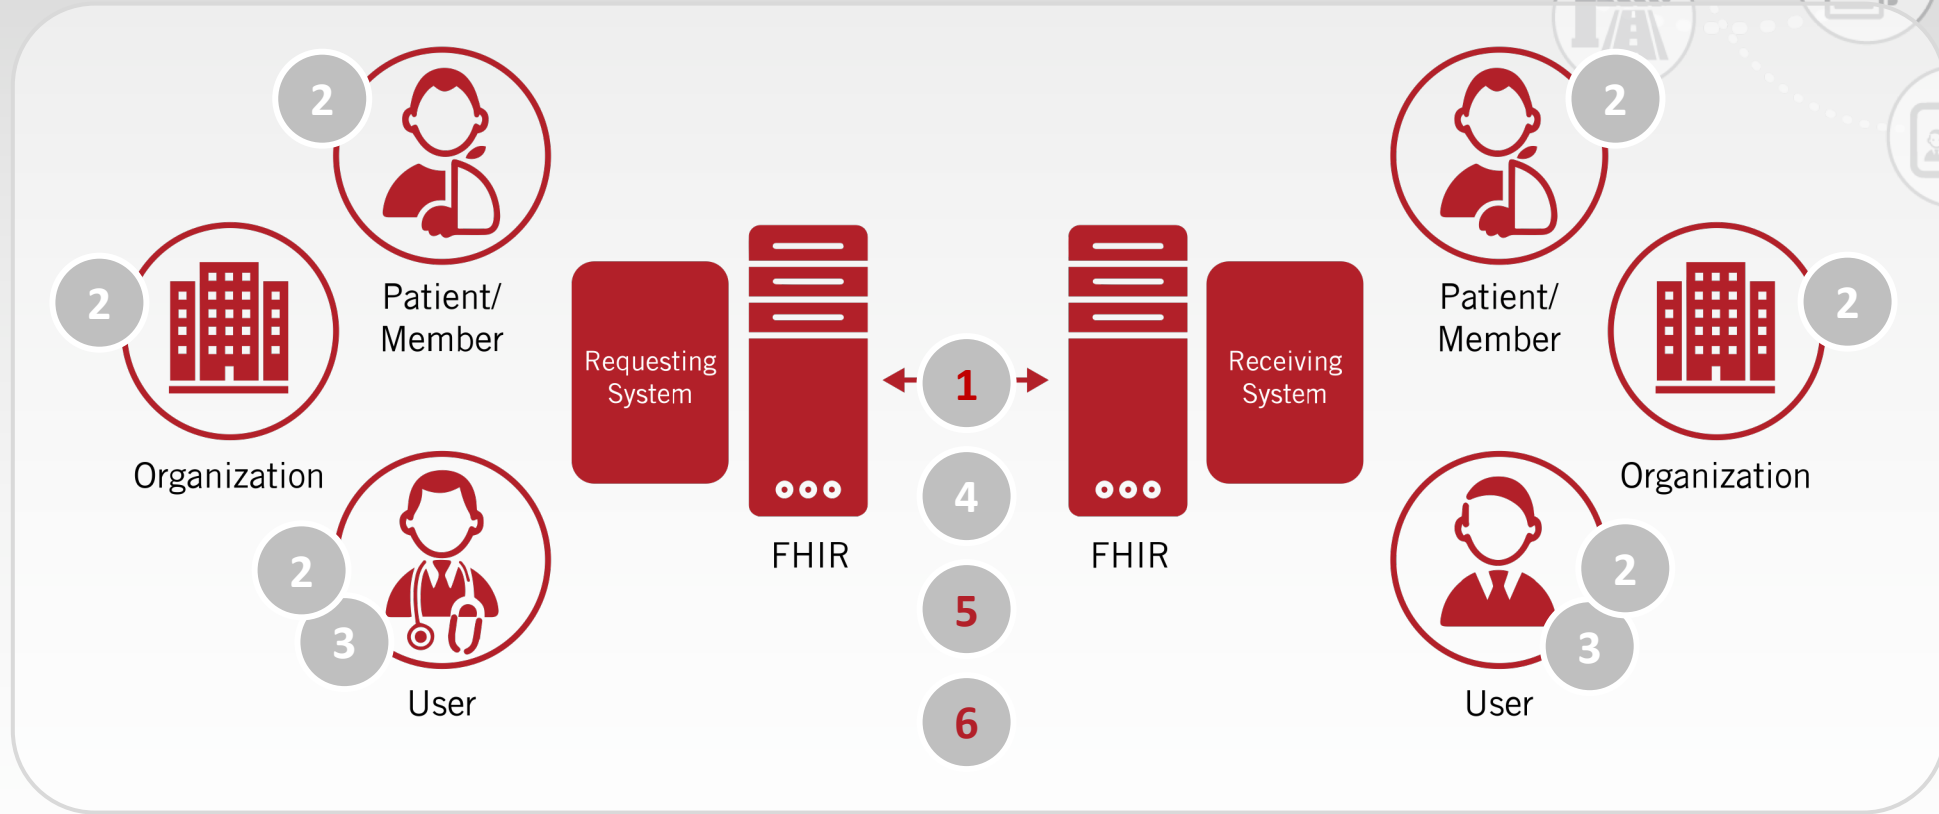 2
Patient/
Member
2
Organization
2
3
User
Requesting
System
FHIR
1
4
5
6
FHIR
Receiving
System
2
Patient/
Member
2
Organization
2
3
User